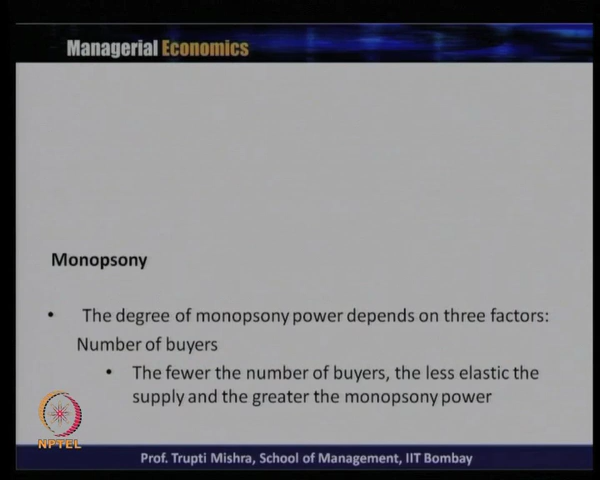 Managerial Economics
Monopsony
• The degree of monopsony power depends on three factors:
Number of buyers
• The fewer the number of buyers, the less elastic the
supply and the greater the monopsony power
NPTEL
Prof. Trupti Mishra, School of Management, IIT Bombay